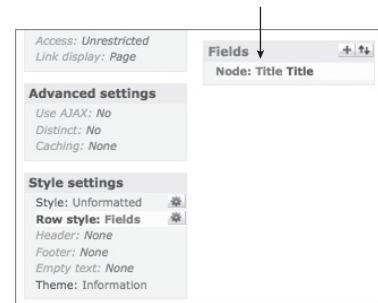 Access: Unrestricted
Link display: Page
Advanced settings
Use AJAX: No
Distinct: No
Caching: None
Style settings
Style: Unformatted
Row style: Fields
Header: None
Footer: None
Empty text: None
Theme: Information
Fields
Node: Title Title